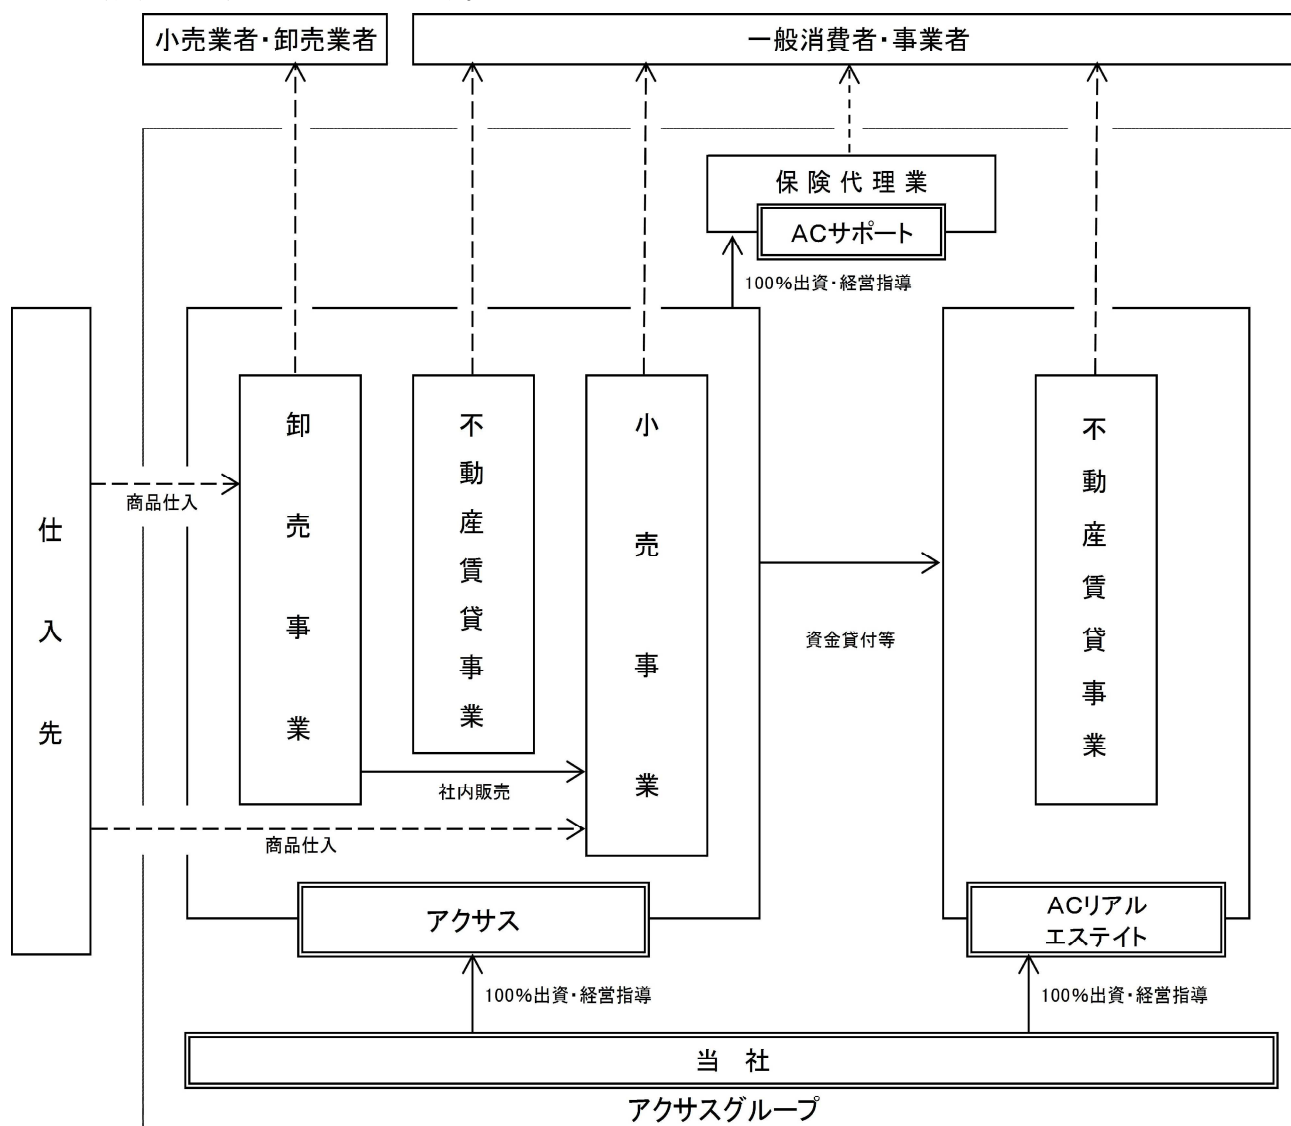 小売業者・卸売業者
一般消費者・事業者
保険代理業
ACサポート
100%出資・経営指導
仕入先
商品仕入
卸売事業
不動産賃貸事業
小売事業
資金貸付等
不動産賃貸事業
社内販売
商品仕入
アクサス
ACリアル
エステイト
100%出資・経営指導
100%出資・経営指導
当社
アクサスグループ